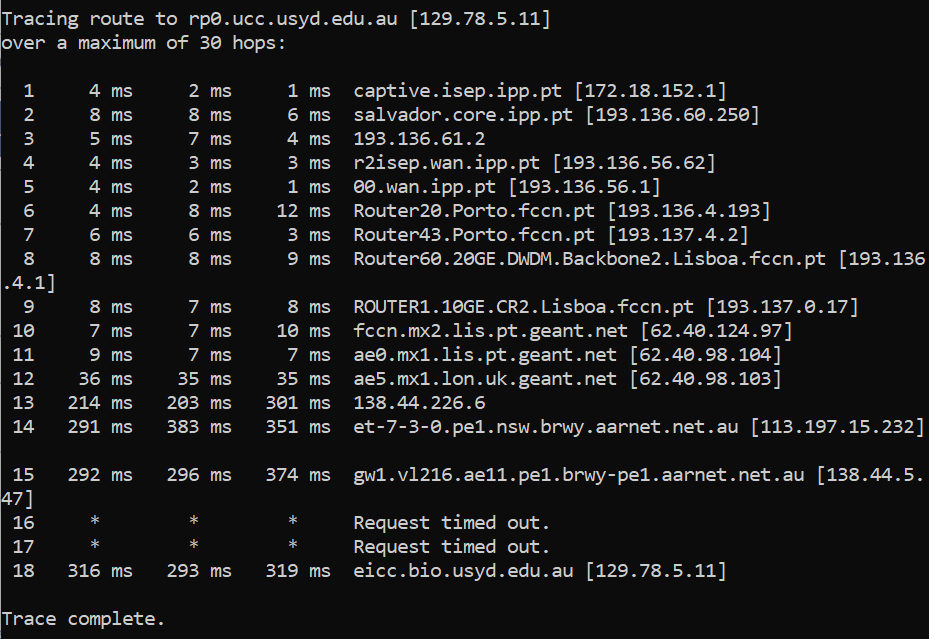 Tracing route to rp0.ucc.usyd.edu.au [129.78.5.11]
over a maximum of 30 hops:
1 4 ms 2 ms 1 ms captive.isep.ipp.pt [172.18.152.1]
2 8 ms 8 ms 6 ms salvador.core.ipp.pt [193.136.60.250]
3 5 ms 7 ms 4 ms 193.136.61.2
4 4 ms 3 ms 3 ms r2isep.wan.ipp.pt [193.136.56.62]
5 4 ms 2 ms 1 ms 00.wan.ipp.pt [193.136.56.1]
6 4 ms 8 ms 12 ms Router20.Porto.fccn.pt [193.136.4.193]
7 6 ms 6 ms 3 ms Router43.Porto.fccn.pt [193.137.4.2]
8 8 ms 8 ms 9 ms Router60.20GE.DWDM.Backbone2.Lisboa.fccn.pt [193.136
.4.1]
9 8 ms 7 ms 8 ms ROUTER1.10GE.CR2.Lisboa.fccn.pt [193.137.0.17]
10 7 ms 7 ms 10 ms fccn.mx2.lis.pt.geant.net [62.40.124.97]
11 9 ms 7 ms 7 ms ae0.mx1.lis.pt.geant.net [62.40.98.104]
12 36 ms 35 ms 35 ms ae5.mx1.lon.uk.geant.net [62.40.98.103]
13 214 ms 203 ms 301 ms 138.44.226.6
14 291 ms 383 ms 351 ms et-7-3-0.pe1.nsw.brwy.aarnet.net.au [113.197.15.232]
15 292 ms 296 ms 374 ms gw1.vl216.ae11.pe1.brwy-pe1.aarnet.net.au [138.44.5.
47]
16 * * * Request timed out.
17 * * * Request timed out.
18 316 ms 293 ms 319 ms eicc.bio.usyd.edu.au [129.78.5.11]
Trace complete.